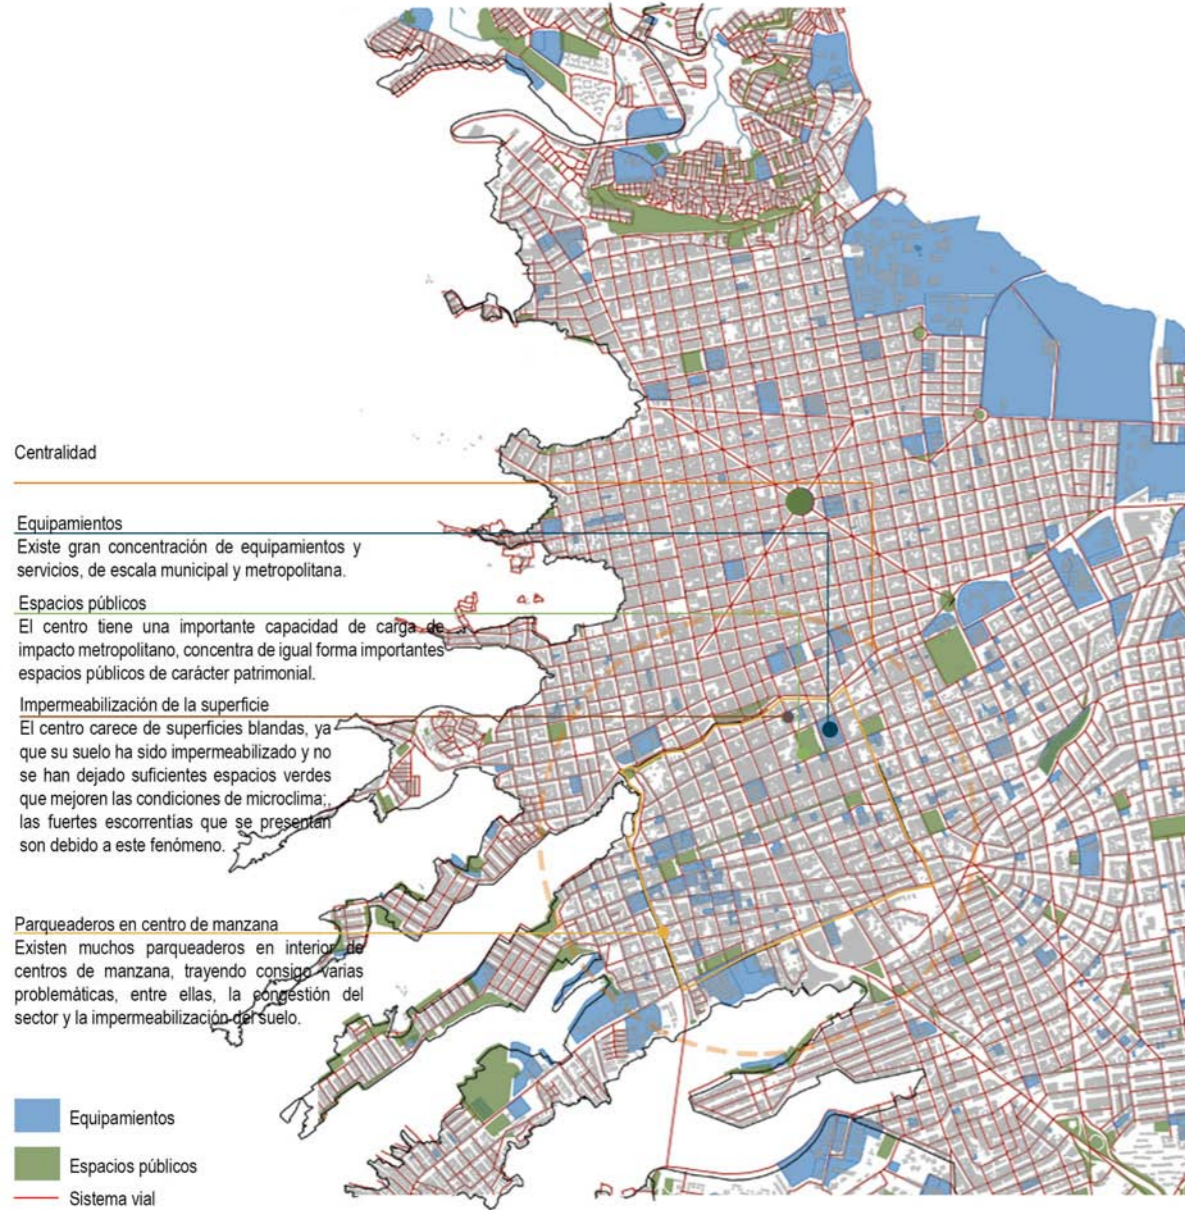 Centralidad
Equipamientos
Existe gran concentración de equipamientos y
servicios, de escala municipal y metropolitana.
Espacios públicos
El centro tiene una importante capacidad de carga de
impacto metropolitano, concentra de igual forma importantes
espacios públicos de carácter patrimonial.
Impermeabilización de la superficie
El centro carece de superficies blandas, ya
que su suelo ha sido impermeabilizado y no
se han dejado suficientes espacios verdes
que mejoren las condiciones de microclima;,
las fuertes escorrentías que se presentan
son debido a este fenómeno.
Parqueaderos en centro de manzana
Existen muchos parqueaderos en interior de
centros de manzana, trayendo consigo varias
problemáticas, entre ellas, la congestión del
sector y la impermeabilización del suelo.
Equipamientos
Espacios públicos
Sistema vial